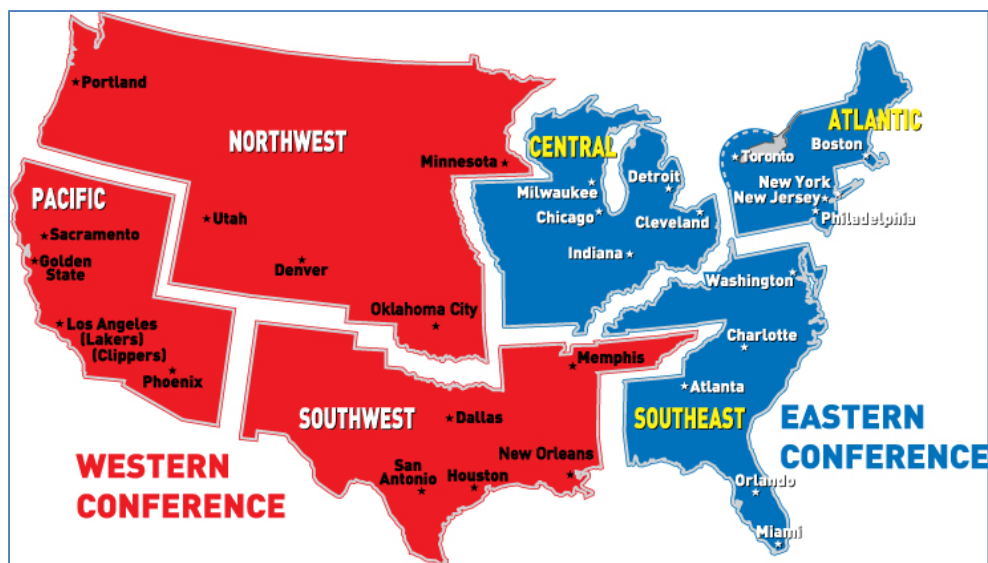 Portland
NORTHWEST
Minnesota
Utah
Denver
Oklahoma City
PACIFIC
Sacramento
Golden
State
Los Angeles
(Lakers)
(Clippers)
Phoenix
SOUTHWEST
Memphis
Dallas
New Orleans
San
Antonio
Houston
WESTERN
CONFERENCE
CENTRAL
Milwaukee
Detroit
Chicago
Cleveland
Indiana
ATLANTIC
Boston
Toronto
New York
New Jersey
Philadelphia
Washington
Charlotte
Atlanta
SOUTHEAST
Orlando
Miami
EASTERN
CONFERENCE